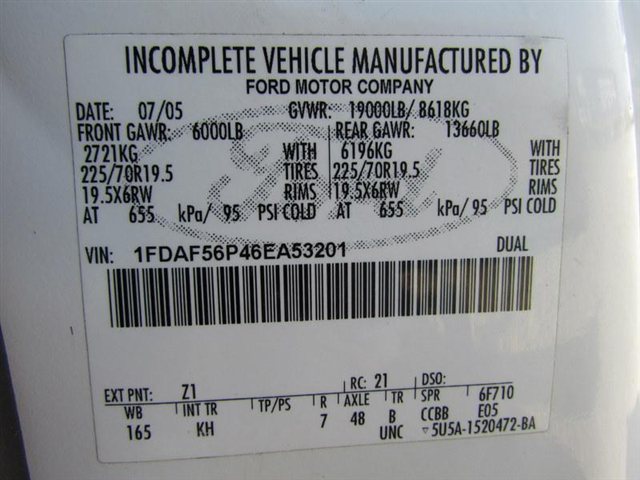 INCOMPLETE VEHICLE MANUFACTURED BY
FORD MOTOR COMPANY
DATE: 07/05 GVWR: 19000LB/ 8618KG
FRONT GAWR: 6000LB REAR GAWR: 13660LB
2721KG WITH 6196KG WITH
225/70R19.5 TIRES 225/70R19.5 TIRES
19.5X6RW RIMS 19.5X6RW RIMS
AT 655 kPa/ 95 PSI COLD AT 655 kPa/ 95 PSI COLD
VIN: 1FDAF56P46EA53201 DUAL
EXT PNT: Z1 RC: 21 DSO:
WB INT TR TP/PS R AXLE TR SPR 6F710
165 KH 7 48 B CCBB E05
UNC ▿5U5A-1520472-BA